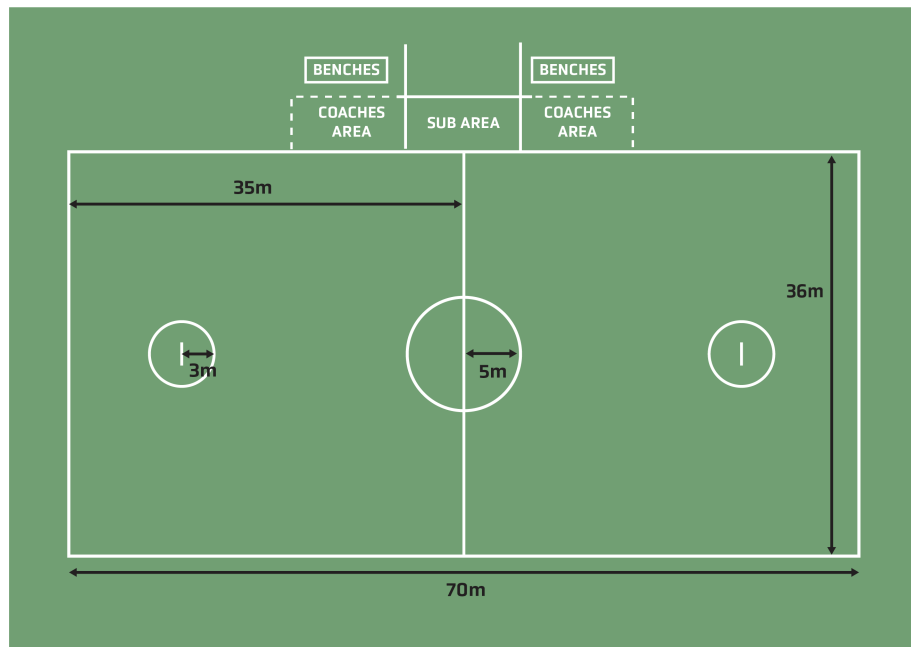 BENCHES
BENCHES
COACHES
AREA
SUB AREA
COACHES
AREA
35m
36m
3m
5m
70m